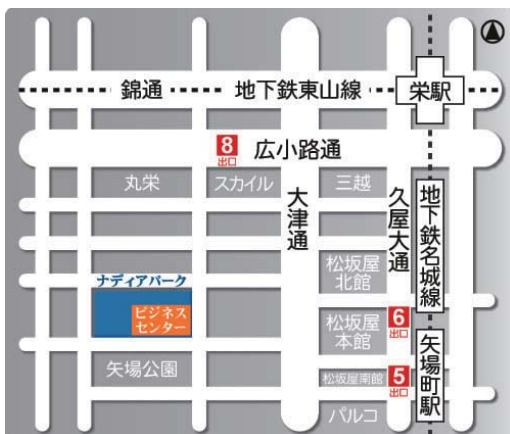 錦通
地下鉄東山線
栄駅
8
出口
広小路通
丸栄
スカイル
三越
大津通
久屋大通
地下鉄名城線
松坂屋
北館
ナディアパーク
ビジネス
センター
松坂屋
本館
6
出口
矢場町駅
矢場公園
松坂屋南館
5
出口
パルコ